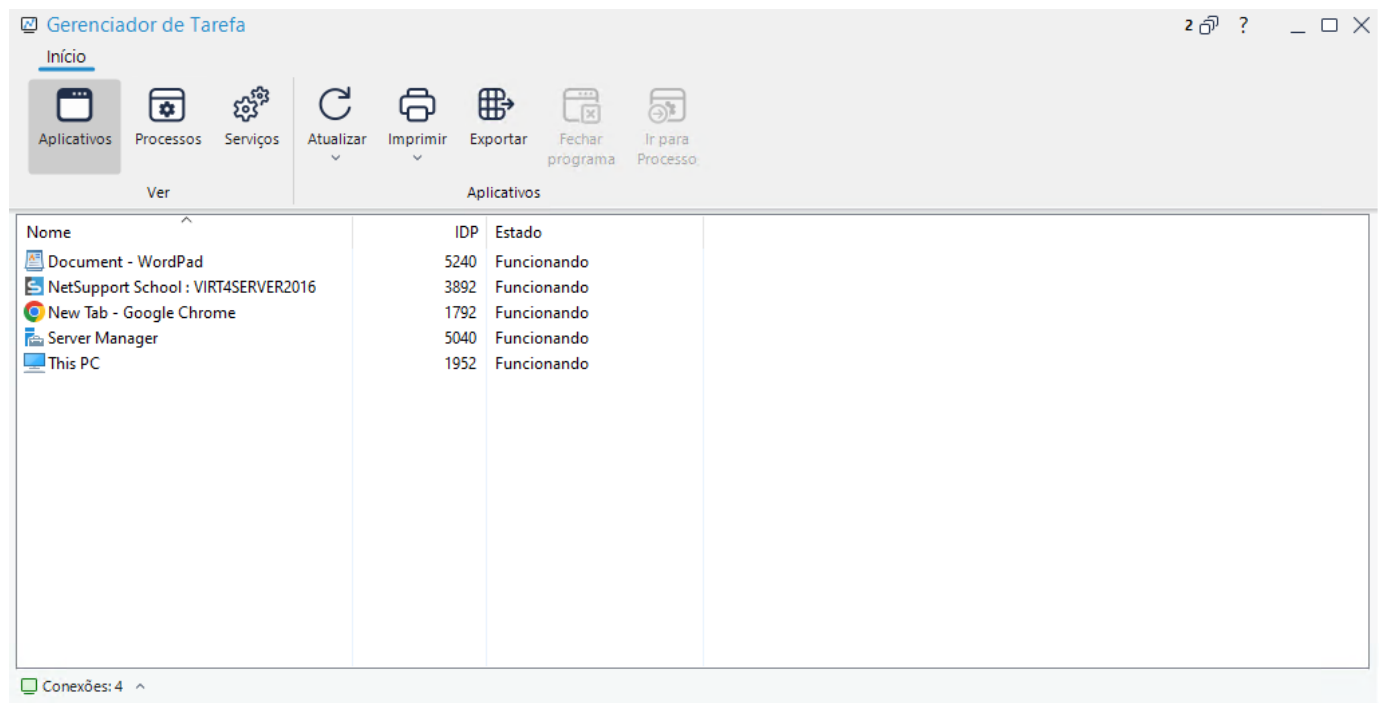 Gerenciador de Tarefa
2 ?
Início
Aplicativos Processos Serviços Atualizar Imprimir Exportar Fechar programa Ir para Processo
Ver Aplicativos
Nome IDP Estado
Document - WordPad 5240 Funcionando
NetSupport School : VIRT4SERVER2016 3892 Funcionando
New Tab - Google Chrome 1792 Funcionando
Server Manager 5040 Funcionando
This PC 1952 Funcionando
Conexões: 4